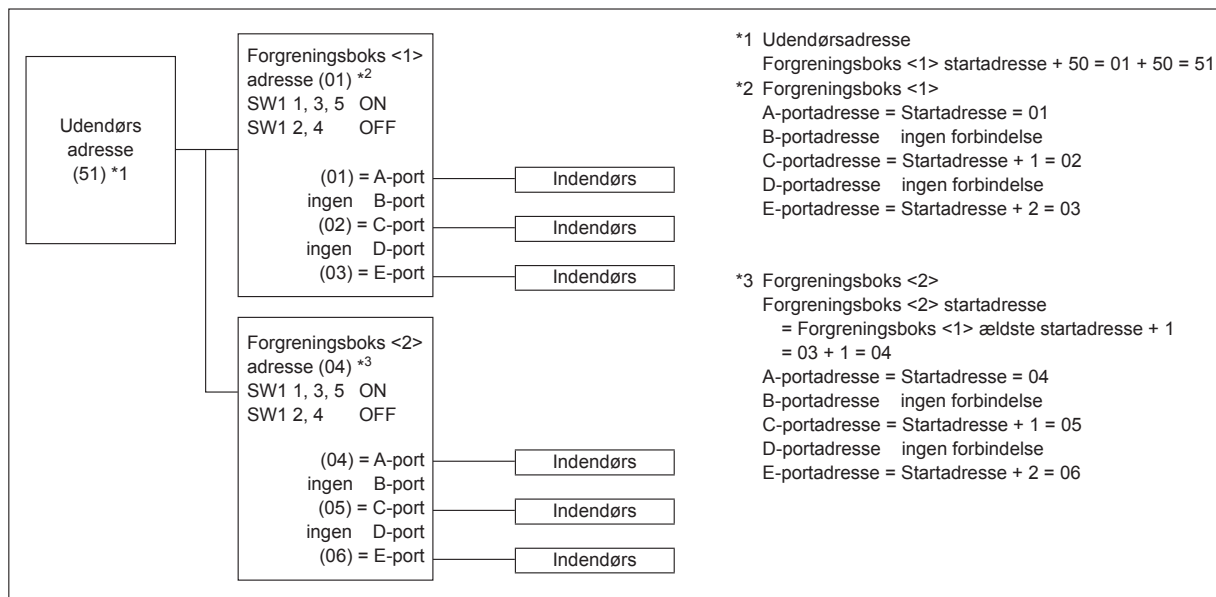 Udendørs
adresse
(51) *1
Forgreningsboks <1>
adresse (01) *2
SW1 1, 3, 5 ON
SW1 2, 4 OFF
(01) = A-port
ingen B-port
(02) = C-port
ingen D-port
(03) = E-port
Indendørs
Indendørs
Indendørs
Forgreningsboks <2>
adresse (04) *3
SW1 1, 3, 5 ON
SW1 2, 4 OFF
(04) = A-port
ingen B-port
(05) = C-port
ingen D-port
(06) = E-port
Indendørs
Indendørs
Indendørs
*1 Udendørsadresse
Forgreningsboks <1> startadresse + 50 = 01 + 50 = 51
*2 Forgreningsboks <1>
A-portadresse = Startadresse = 01
B-portadresse ingen forbindelse
C-portadresse = Startadresse + 1 = 02
D-portadresse ingen forbindelse
E-portadresse = Startadresse + 2 = 03
*3 Forgreningsboks <2>
Forgreningsboks <2> startadresse
= Forgreningsboks <1> ældste startadresse + 1
= 03 + 1 = 04
A-portadresse = Startadresse = 04
B-portadresse ingen forbindelse
C-portadresse = Startadresse + 1 = 05
D-portadresse ingen forbindelse
E-portadresse = Startadresse + 2 = 06